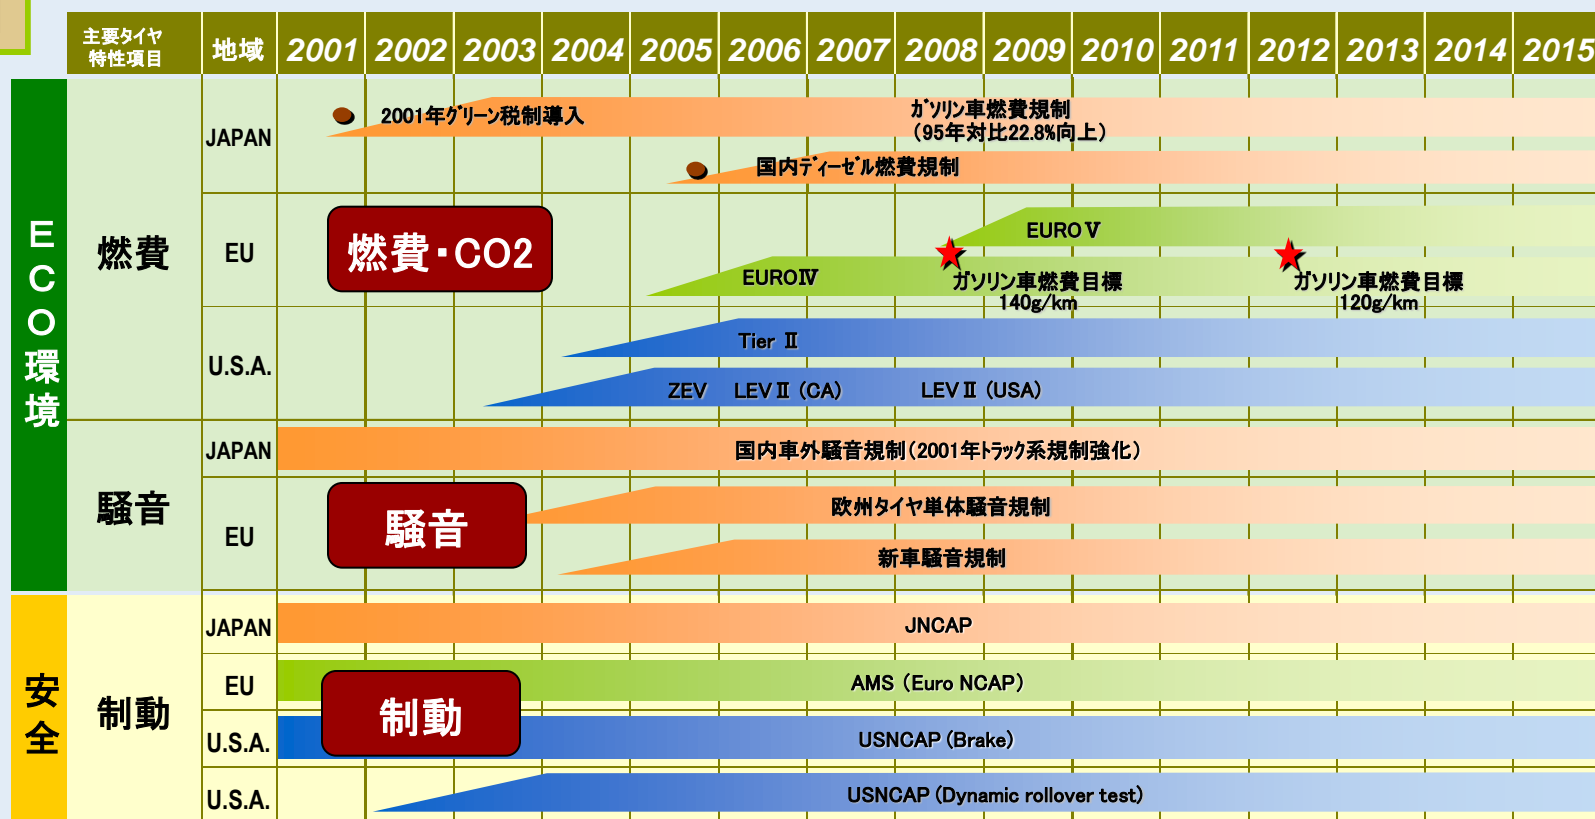 主要タイヤ
特性項目
地域 2001 2002 2003 2004 2005 2006 2007 2008 2009 2010 2011 2012 2013 2014 2015
ECO環境
燃費
JAPAN
2001年グリーン税制導入
ガソリン車燃費規制
（95年対比22.8%向上）
国内ディーゼル燃費規制
EU
燃費・CO2
EURO Ⅴ
EUROⅣ
ガソリン車燃費目標
140g/km
ガソリン車燃費目標
120g/km
U.S.A.
Tier Ⅱ
ZEV LEVⅡ (CA) LEVⅡ (USA)
騒音
JAPAN
国内車外騒音規制（2001年トラック系規制強化）
EU
騒音
欧州タイヤ単体騒音規制
新車騒音規制
安全
制動
JAPAN
JNCAP
EU
AMS (Euro NCAP)
制動
U.S.A.
USNCAP (Brake)
U.S.A.
USNCAP (Dynamic rollover test)